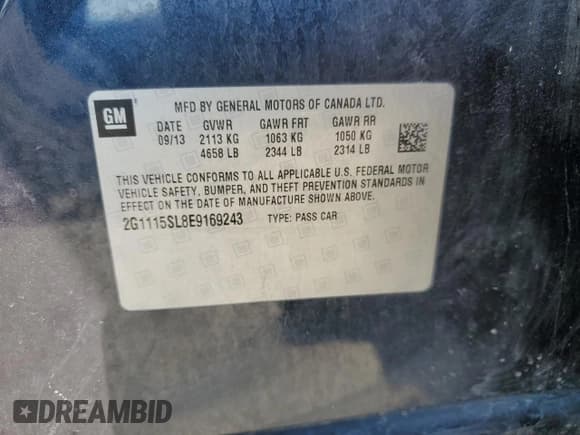 GM
MFD BY GENERAL MOTORS OF CANADA LTD.
DATE GVWR GAWR FRT GAWR RR
09/13 2113 KG 1063 KG 1050 KG
4658 LB 2344 LB 2314 LB
THIS VEHICLE CONFORMS TO ALL APPLICABLE U.S. FEDERAL MOTOR
VEHICLE SAFETY, BUMPER, AND THEFT PREVENTION STANDARDS IN
EFFECT ON THE DATE OF MANUFACTURE SHOWN ABOVE.
2G1115SL8E9169243 TYPE: PASS CAR
DREAMBID